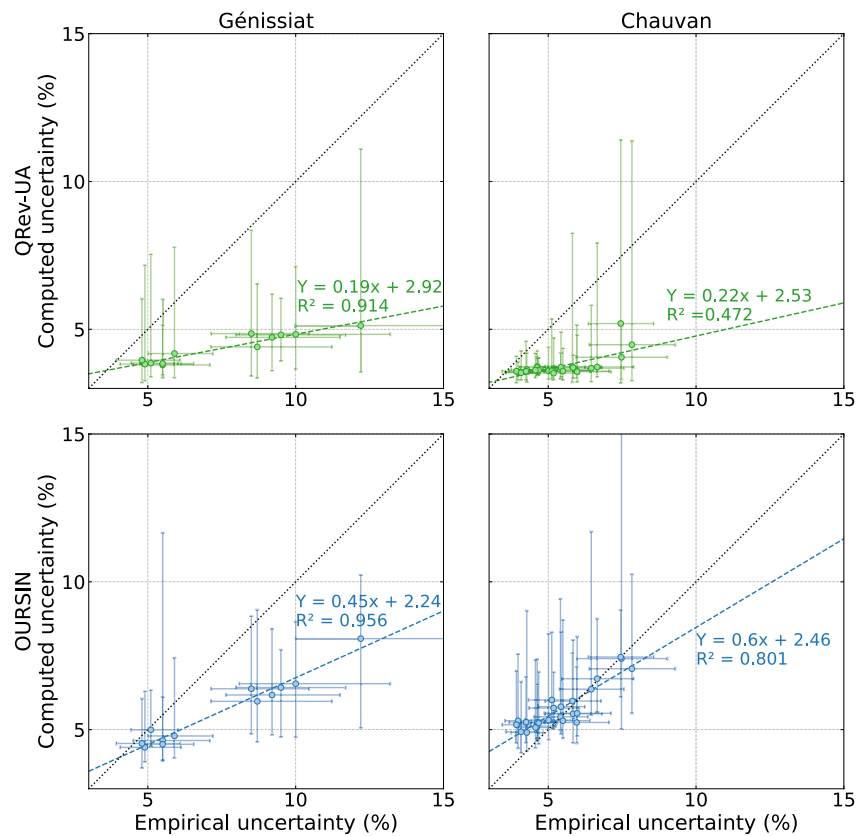 Génissiat
Chauvan
QRev-UA
Computed uncertainty (%)
15
10
5
Y = 0.19x + 2.92
R² = 0.914
5
10
15
15
10
5
Y = 0.22x + 2.53
R² =0.472
5
10
15
OURSIN
Computed uncertainty (%)
15
10
5
Y = 0.45x + 2.24
R² = 0.956
5
10
15
Empirical uncertainty (%)
15
10
5
Y = 0.6x + 2.46
R² = 0.801
5
10
15
Empirical uncertainty (%)